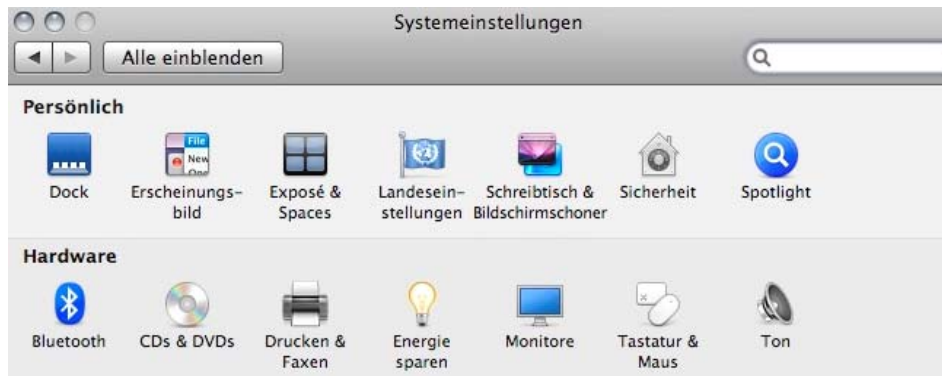 Systemeinstellungen
Alle einblenden
Persönlich
Dock
Erscheinungs-
bild
Exposé &
Spaces
Landesein-
stellungen
Schreibtisch &
Bildschirmschoner
Sicherheit
Spotlight
File
New
Hardware
Bluetooth
CDs & DVDs
Drucken &
Faxen
Energie
sparen
Monitore
Tastatur &
Maus
Ton